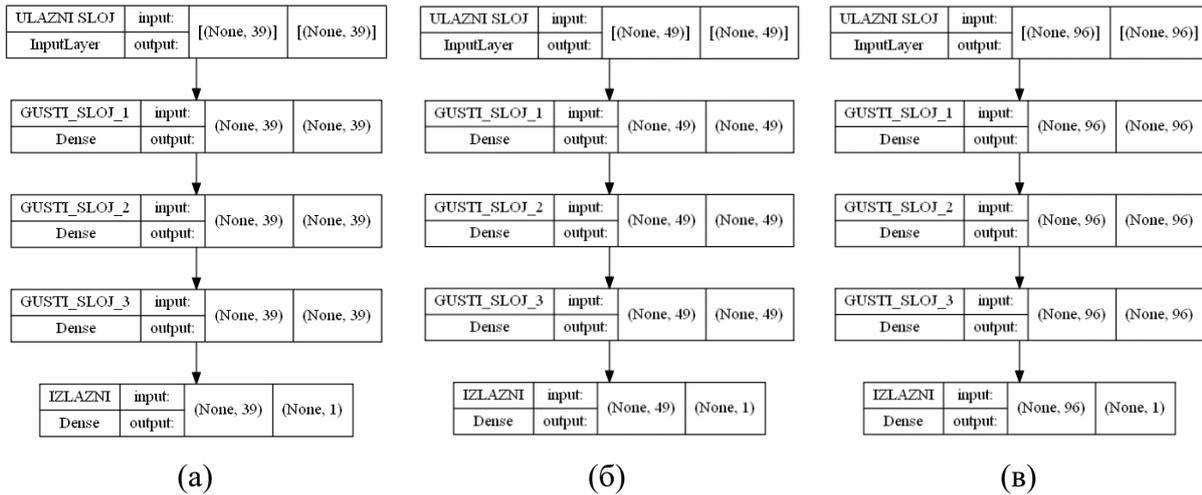 ULAZNI SLOJ input: [(None, 39)] [(None, 39)]
InputLayer output:
GUSTI_SLOJ_1 input: (None, 39) (None, 39)
Dense output:
GUSTI_SLOJ_2 input: (None, 39) (None, 39)
Dense output:
GUSTI_SLOJ_3 input: (None, 39) (None, 39)
Dense output:
IZLAZNI input: (None, 39) (None, 1)
Dense output:
(а)
ULAZNI SLOJ input: [(None, 49)] [(None, 49)]
InputLayer output:
GUSTI_SLOJ_1 input: (None, 49) (None, 49)
Dense output:
GUSTI_SLOJ_2 input: (None, 49) (None, 49)
Dense output:
GUSTI_SLOJ_3 input: (None, 49) (None, 49)
Dense output:
IZLAZNI input: (None, 49) (None, 1)
Dense output:
(б)
ULAZNI SLOJ input: [(None, 96)] [(None, 96)]
InputLayer output:
GUSTI_SLOJ_1 input: (None, 96) (None, 96)
Dense output:
GUSTI_SLOJ_2 input: (None, 96) (None, 96)
Dense output:
GUSTI_SLOJ_3 input: (None, 96) (None, 96)
Dense output:
IZLAZNI input: (None, 96) (None, 1)
Dense output:
(в)